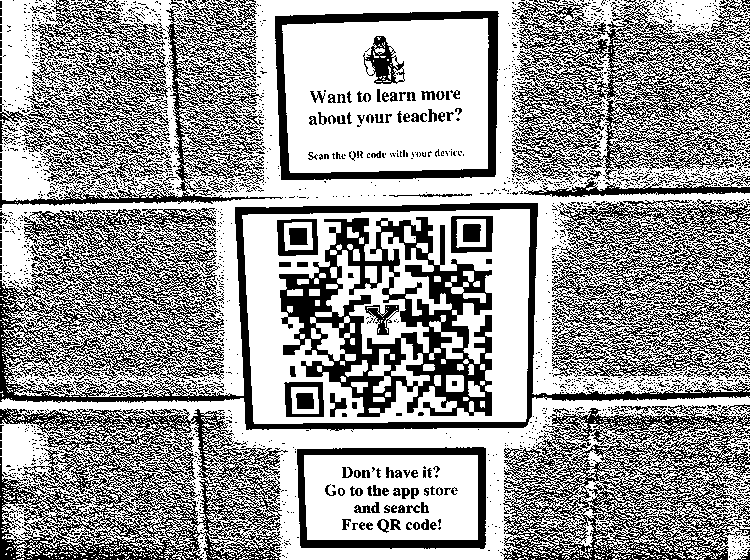 Want to learn more
about your teacher?
Scan the QR code with your device.
Y
Don't have it?
Go to the app store
and search
Free QR code!